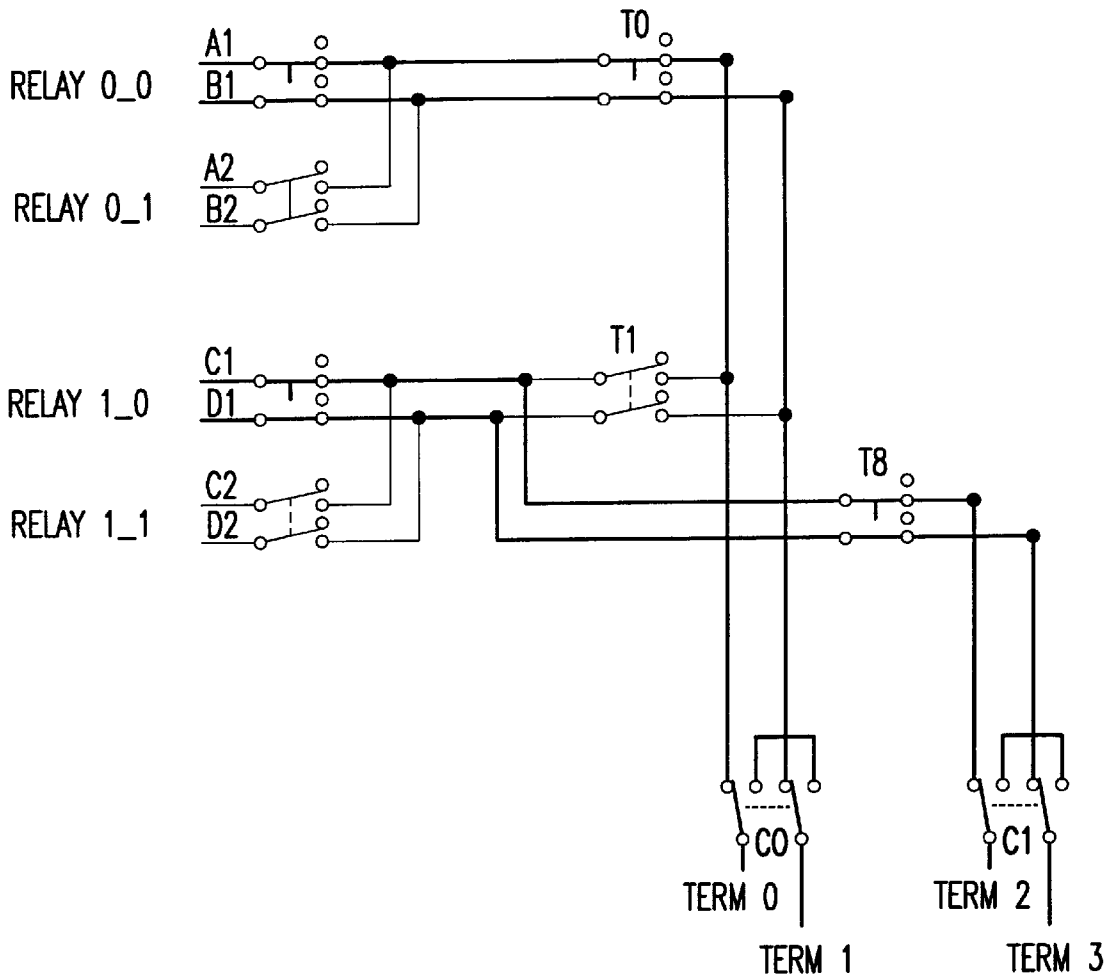 T0
A1
RELAY 0_0
B1
A2
RELAY 0_1
B2
T1
C1
RELAY 1_0
D1
T8
C2
RELAY 1_1
D2
C0
C1
TERM 0
TERM 2
TERM 1
TERM 3